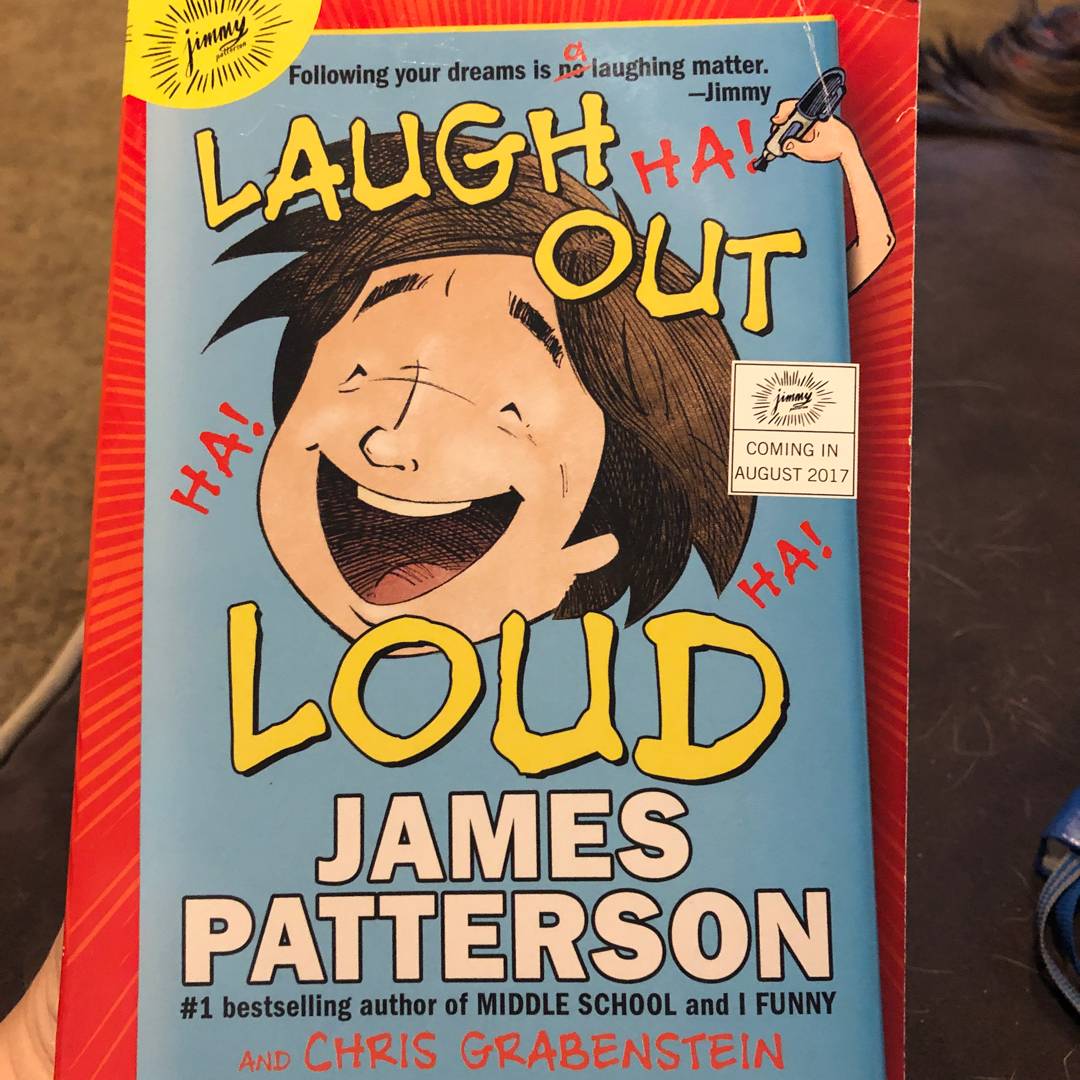 jimmy
patterson
Following your dreams is no a laughing matter.
—Jimmy
LAUGH
HA!
OUT
HA!
jimmy
COMING IN
AUGUST 2017
HA!
LOUD
JAMES
PATTERSON
#1 bestselling author of MIDDLE SCHOOL and I FUNNY
AND CHRIS GRABENSTEIN